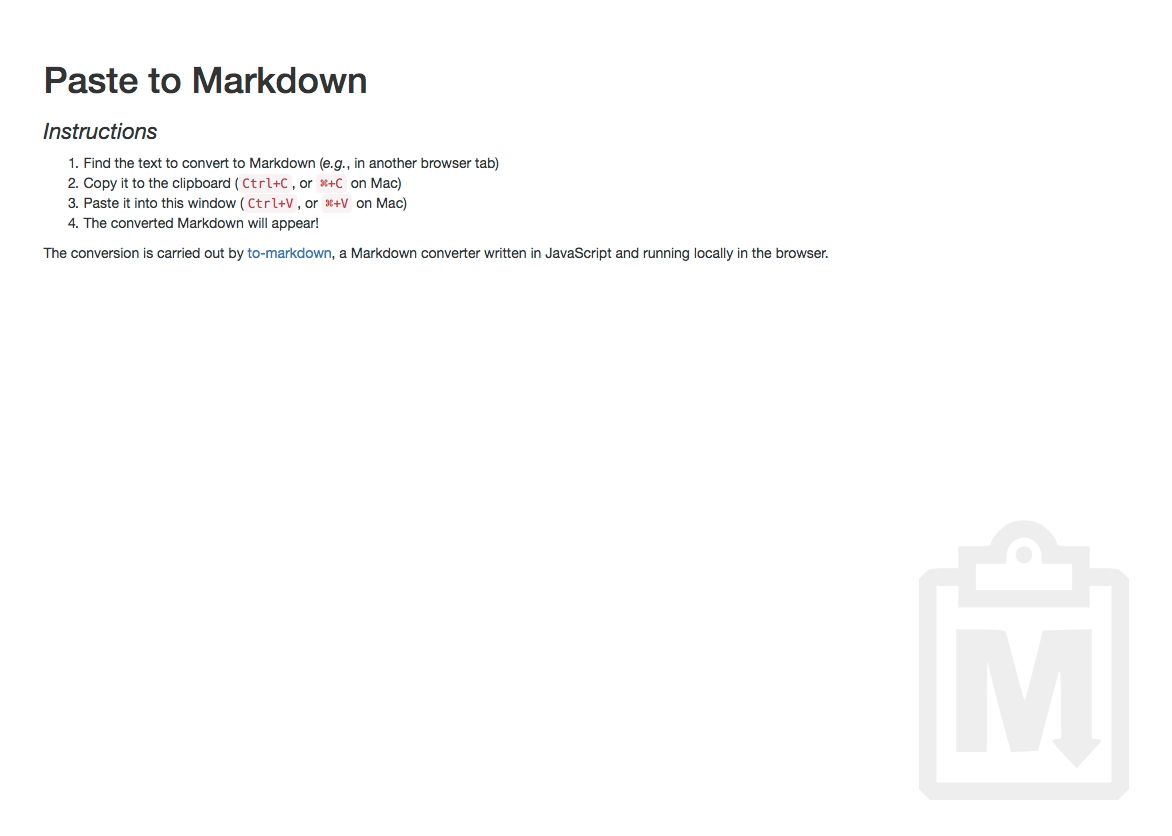 Paste to Markdown
Instructions
1. Find the text to convert to Markdown (e.g., in another browser tab)
2. Copy it to the clipboard (Ctrl+C, or ⌘+C on Mac)
3. Paste it into this window (Ctrl+V, or ⌘+V on Mac)
4. The converted Markdown will appear!
The conversion is carried out by to-markdown, a Markdown converter written in JavaScript and running locally in the browser.
M